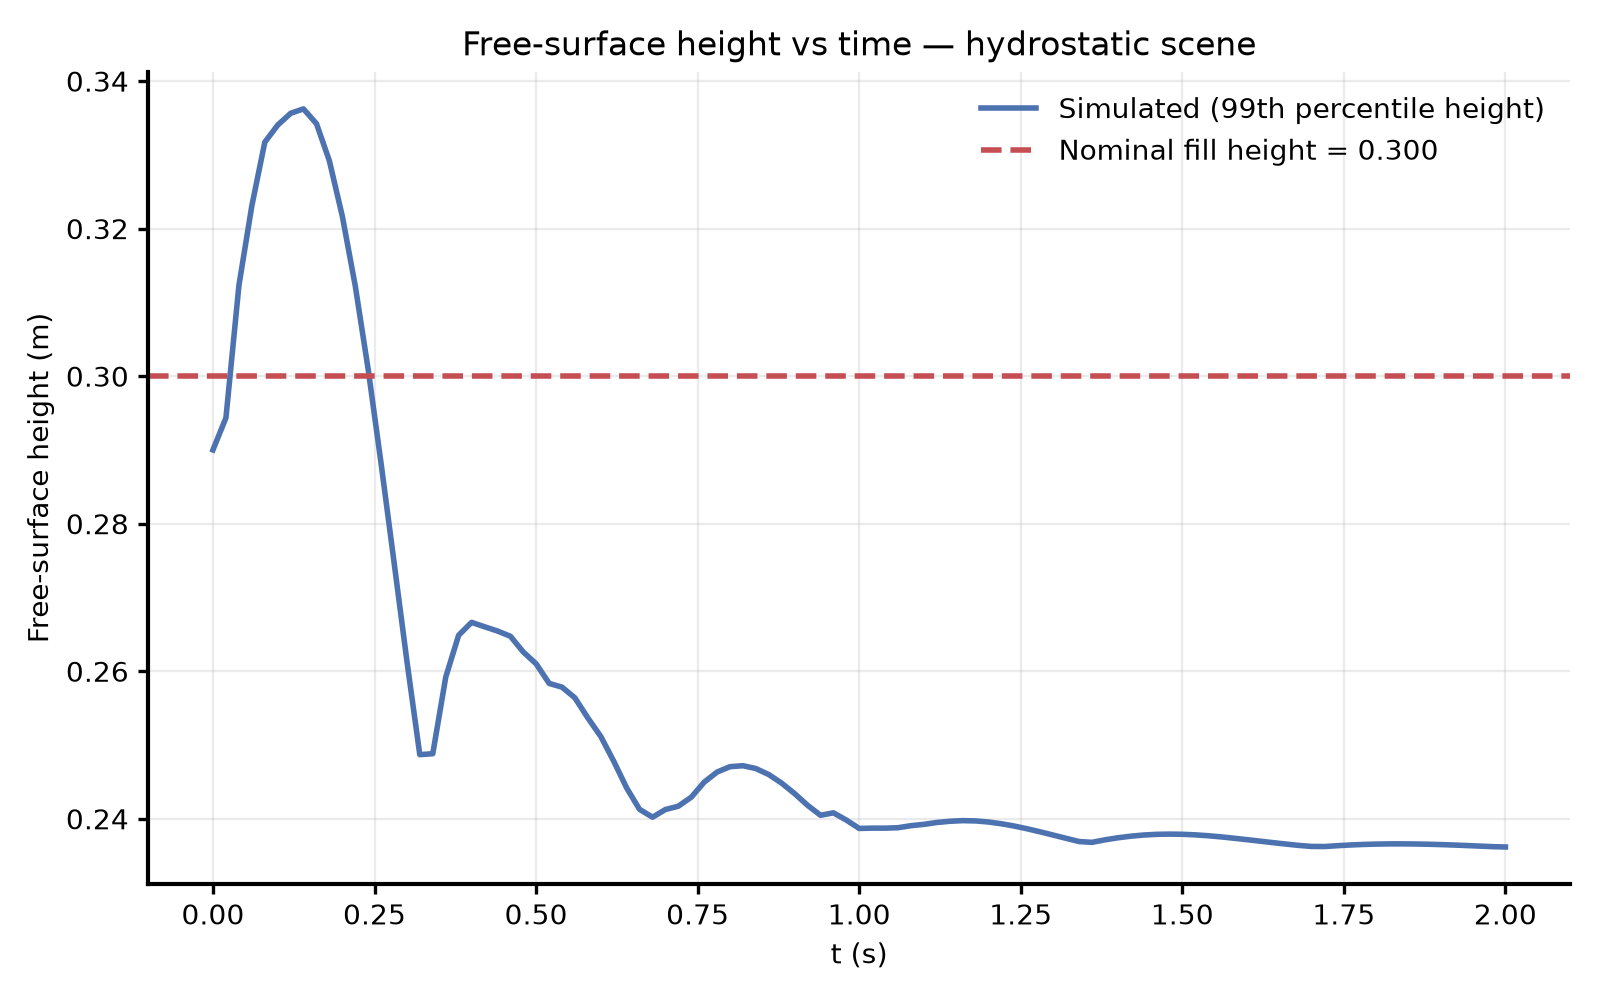 Free-surface height vs time — hydrostatic scene
Simulated (99th percentile height)
Nominal fill height = 0.300
Free-surface height (m)
0.34
0.32
0.30
0.28
0.26
0.24
0.00 0.25 0.50 0.75 1.00 1.25 1.50 1.75 2.00
t (s)